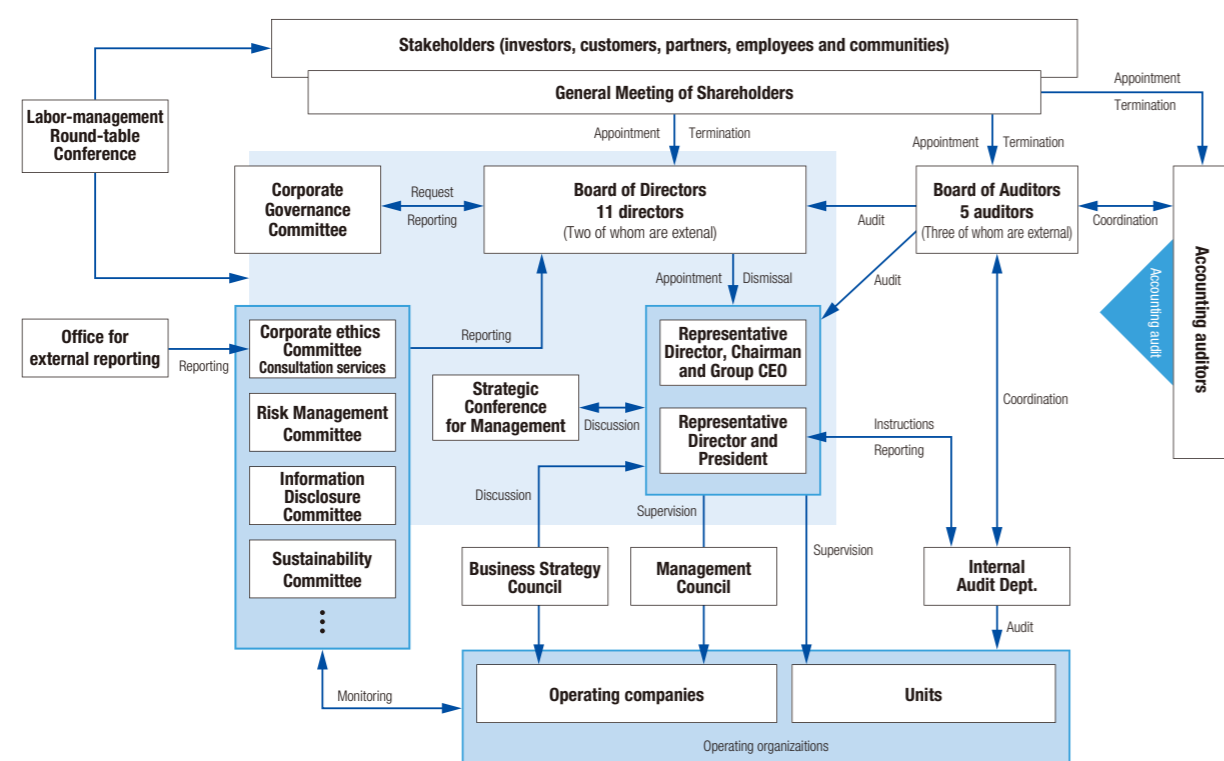 Stakeholders (investors, customers, partners, employees and communities)
General Meeting of Shareholders
Appointment
Termination
Labor-management
Round-table
Conference
Appointment
Termination
Appointment
Termination
Corporate
Governance
Committee
Request
Reporting
Board of Directors
11 directors
(Two of whom are extenal)
Audit
Board of Auditors
5 auditors
(Three of whom are external)
Coordination
Accounting auditors
Accounting audit
Appointment
Dismissal
Audit
Office for
external reporting
Reporting
Corporate ethics
Committee
Consultation services
Reporting
Risk Management
Committee
Information
Disclosure
Committee
Sustainability
Committee
Strategic
Conference
for Management
Discussion
Representative
Director, Chairman
and Group CEO
Representative
Director and
President
Instructions
Reporting
Coordination
Discussion
Supervision
Supervision
Business Strategy
Council
Management
Council
Internal
Audit Dept.
Audit
Monitoring
Operating companies
Units
Operating organizaitions